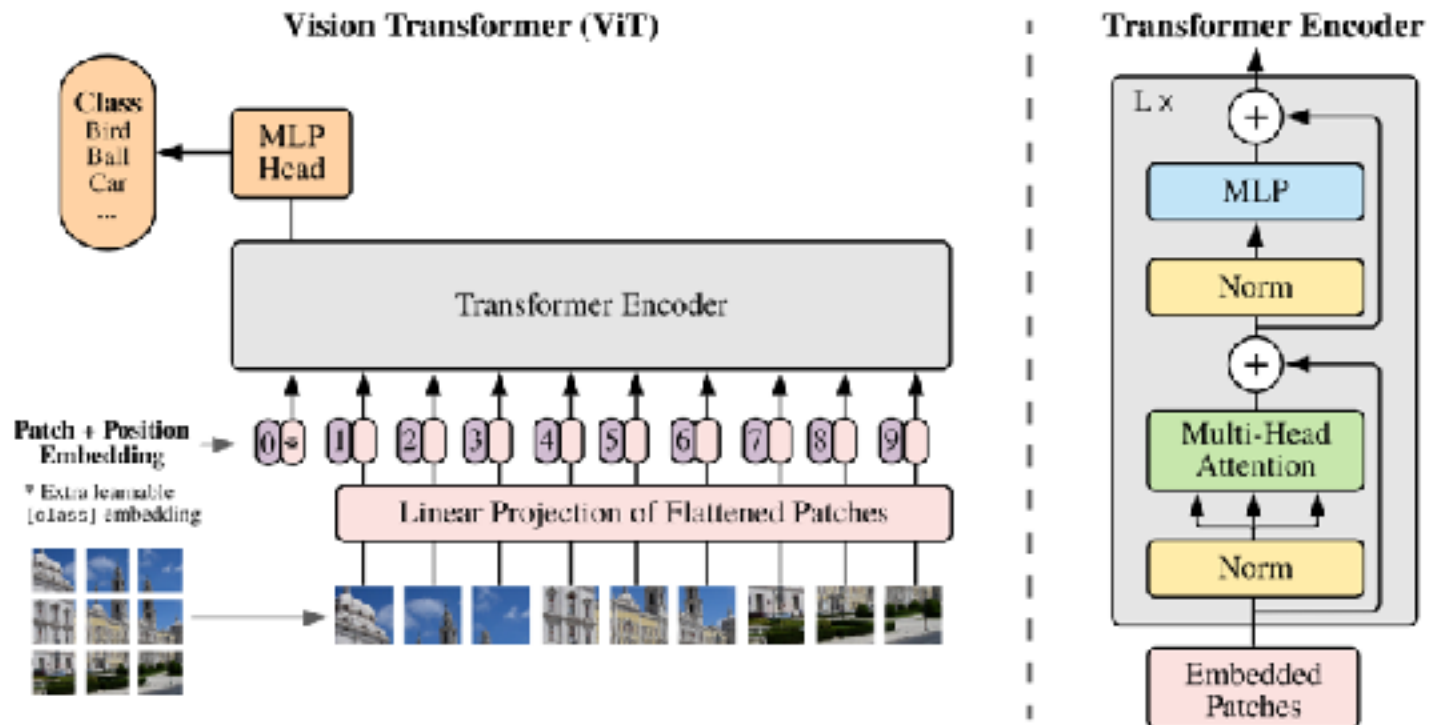 Vision Transformer (ViT)
Class
Bird
Ball
Car
...
MLP
Head
Transformer Encoder
Patch + Position
Embedding
* Extra learnable
[class] embedding
0 *
1
2
3
4
5
6
7
8
9
Linear Projection of Flattened Patches
Transformer Encoder
L x
+
MLP
Norm
+
Multi-Head
Attention
Norm
Embedded
Patches